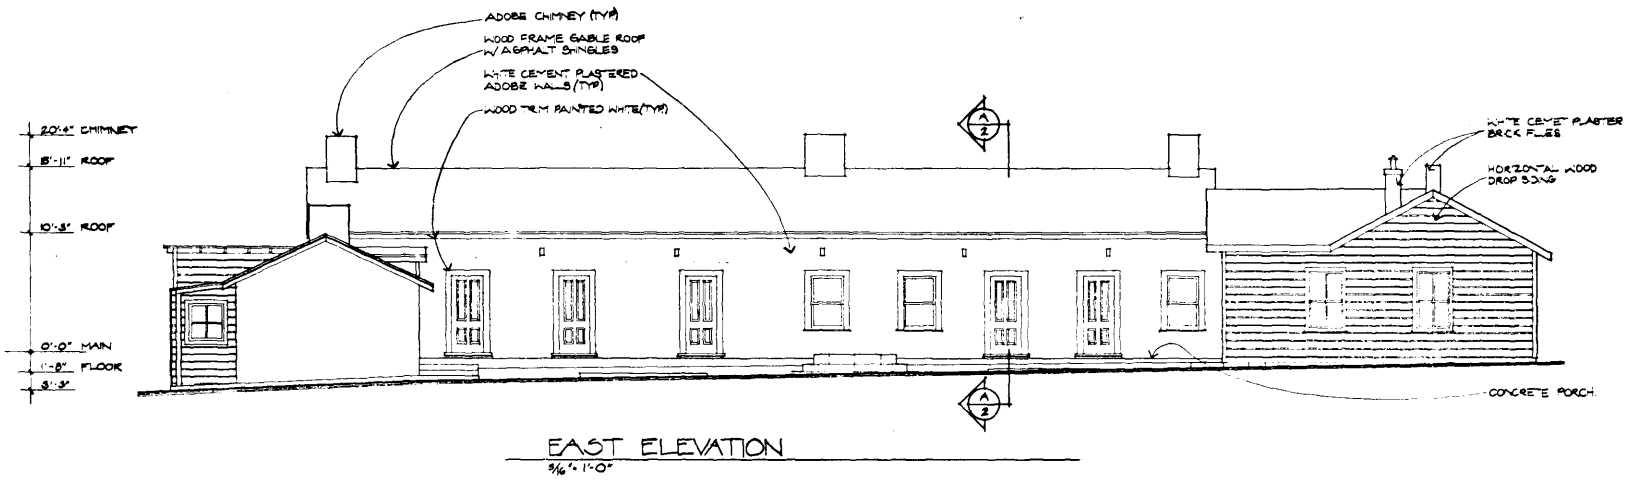 ADOBE CHIMNEY (TYP)
WOOD FRAME GABLE ROOF
W/ ASPHALT SHINGLES
WHITE CEMENT PLASTERED
ADOBE WALLS (TYP)
WOOD TRIM PAINTED WHITE (TYP)
A
2
WHITE CEMET PLASTER
BRICK FLUES
HORIZONTAL WOOD
DROP SIDING
20'-4" CHIMNEY
15'-11" ROOF
10'-3" ROOF
0'-0" MAIN
1'-8" FLOOR
3'-3"
CONCRETE PORCH
A
2
EAST ELEVATION
3/16" = 1'-0"